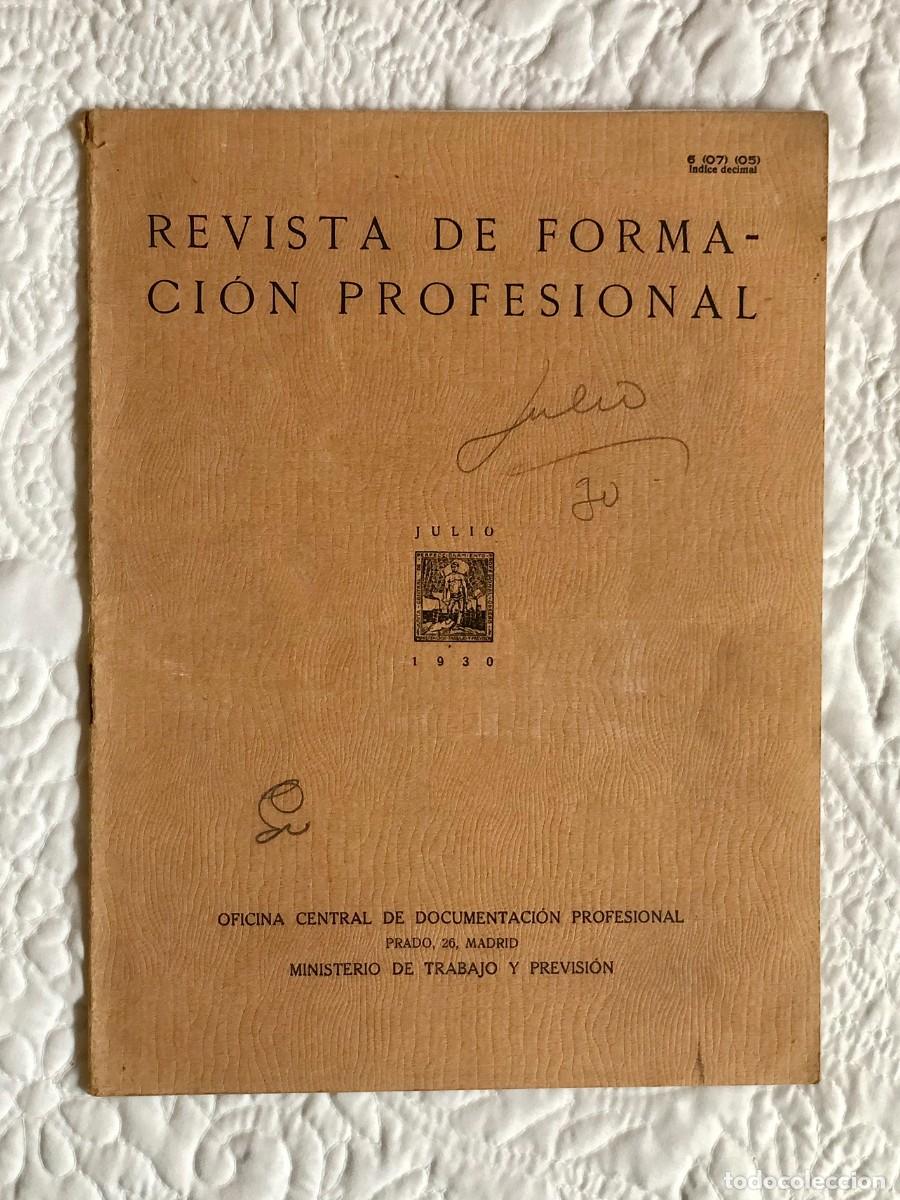 6 (07) (05)
Indice decimal
REVISTA DE FORMA-
CIÓN PROFESIONAL
Julio
30
JULIO
1930
OFICINA CENTRAL DE DOCUMENTACIÓN PROFESIONAL
PRADO, 26, MADRID
MINISTERIO DE TRABAJO Y PREVISIÓN
todocoleccion